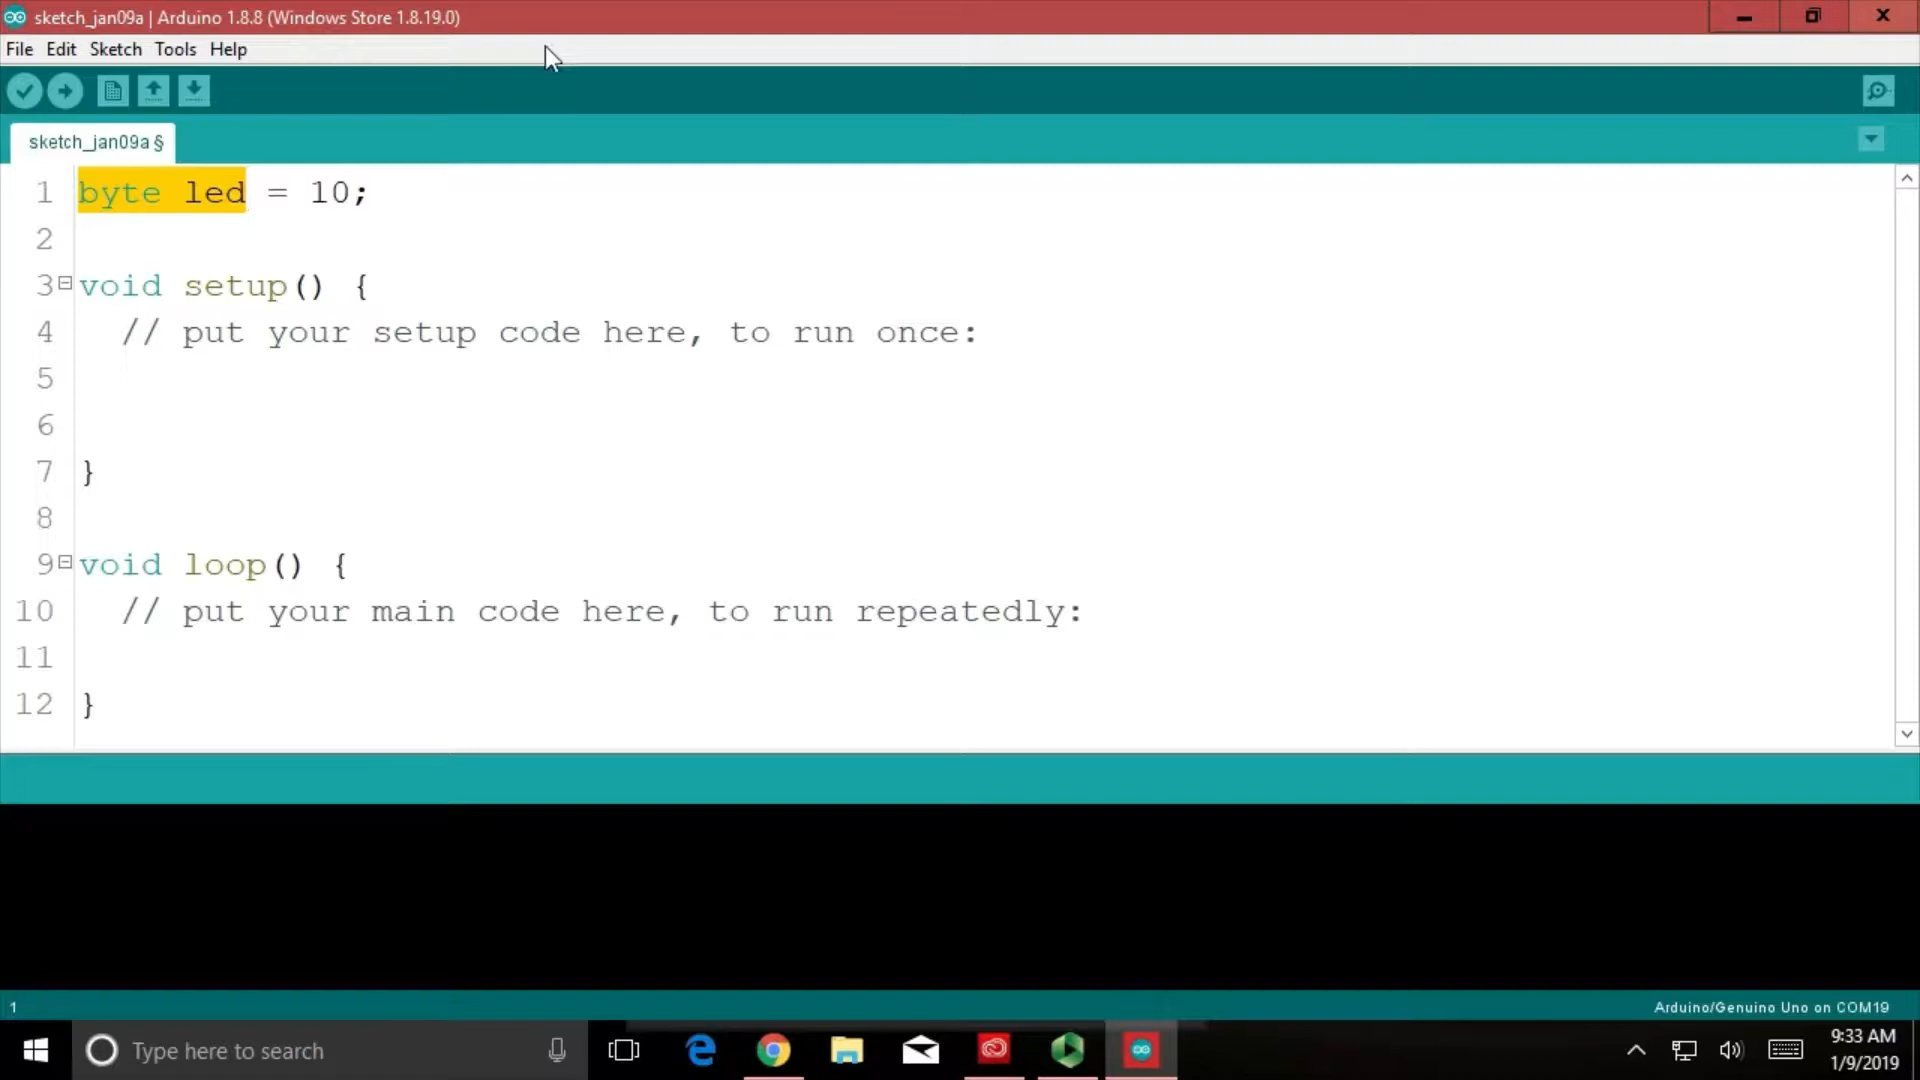 sketch_jan09a | Arduino 1.8.8 (Windows Store 1.8.19.0)
File Edit Sketch Tools Help
sketch_jan09a §
1 byte led = 10;
2
3 void setup() {
4 // put your setup code here, to run once:
5
6
7 }
8
9 void loop() {
10 // put your main code here, to run repeatedly:
11
12 }
1
Arduino/Genuino Uno on COM19
Type here to search
9:33 AM
1/9/2019